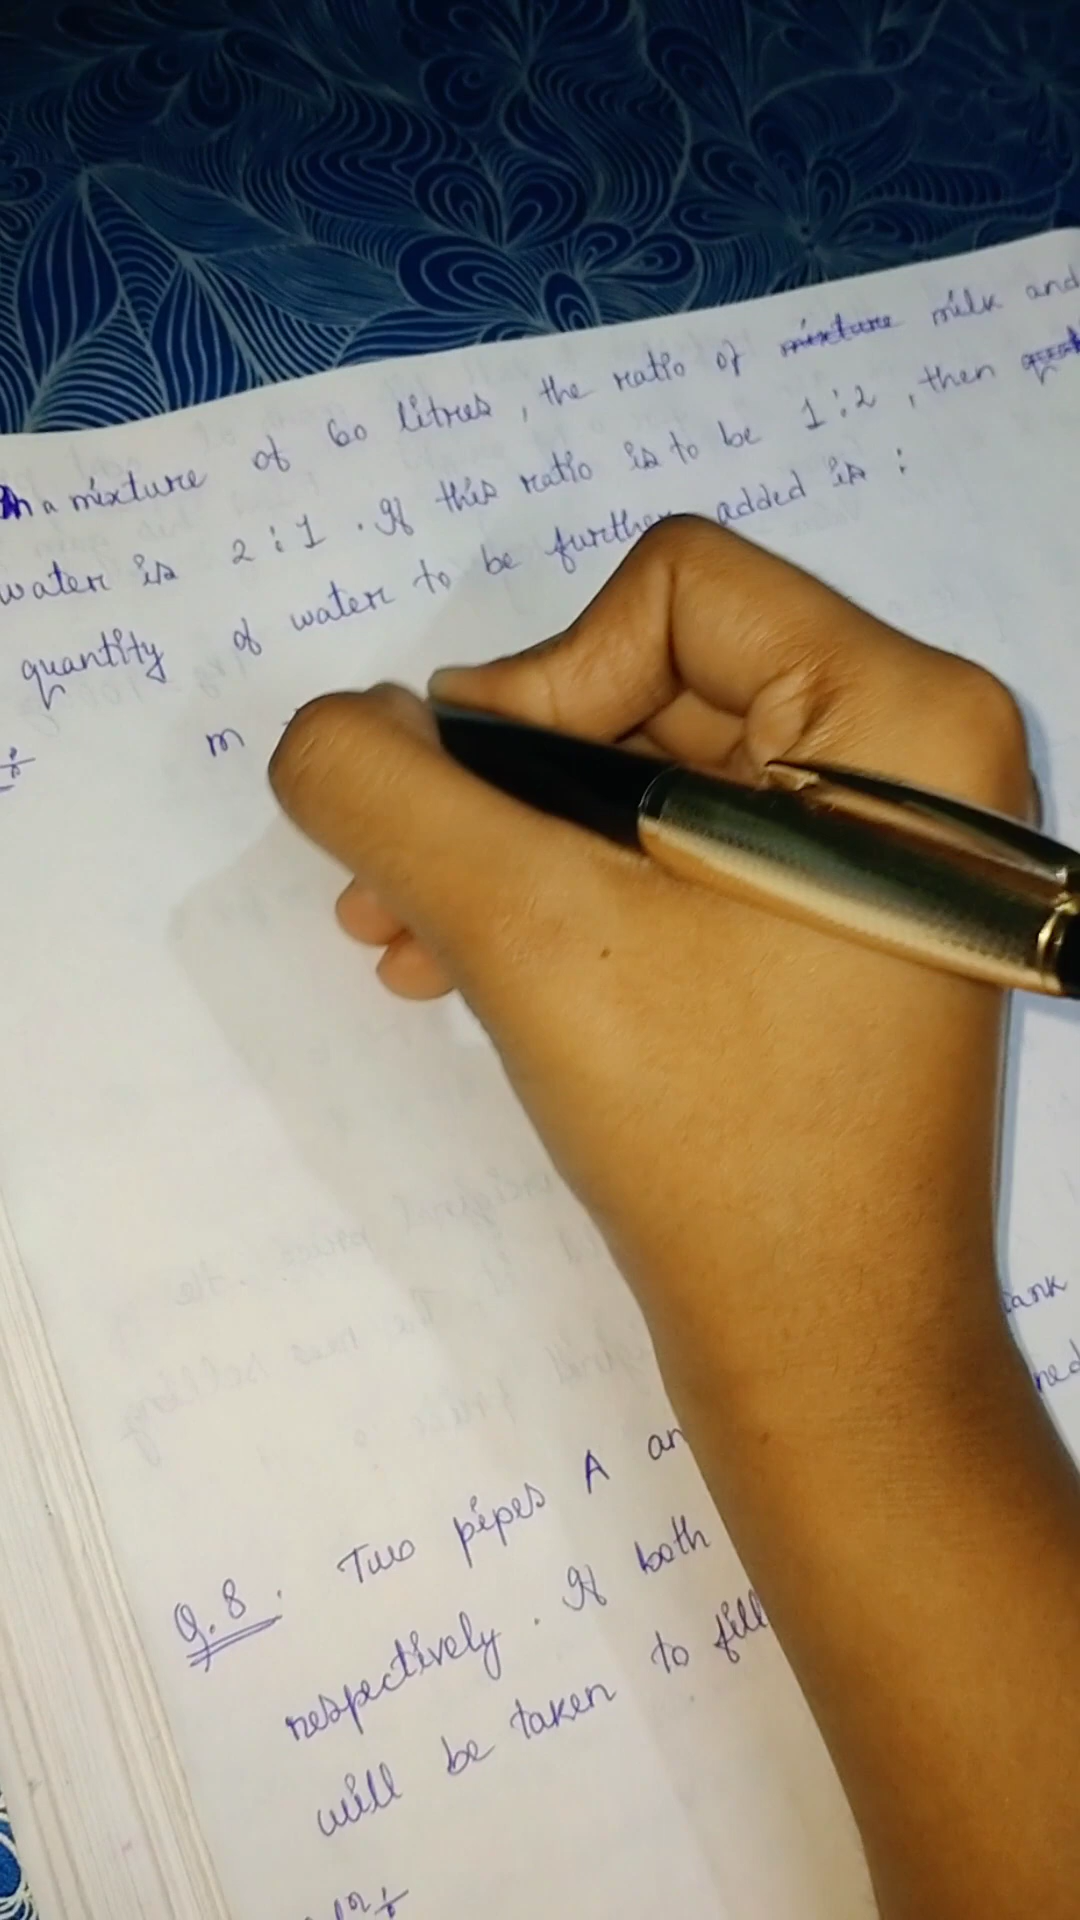 In a mixture of 60 litres, the ratio of mixture milk and
water is 2:1. If this ratio is to be 1:2, then
quantity of water to be further added is :
m
Q.8. Two pipes A an
respectively. If both
will be taken to fill
tank
ned